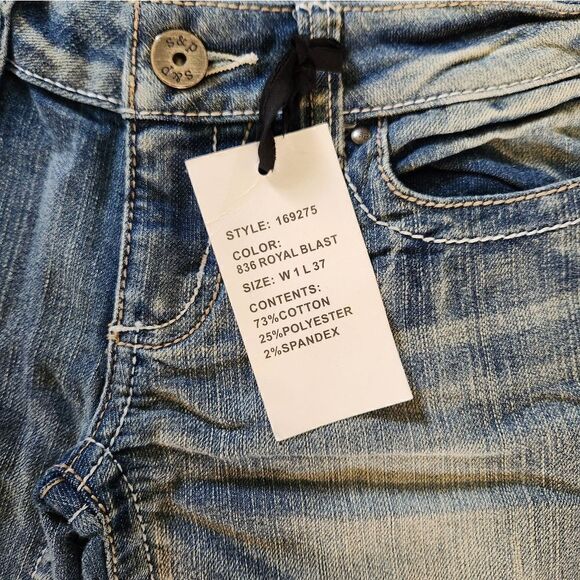 S&P
S&P
STYLE: 169275
COLOR:
836 ROYAL BLAST
SIZE: W 1 L 37
CONTENTS:
73%COTTON
25%POLYESTER
2%SPANDEX